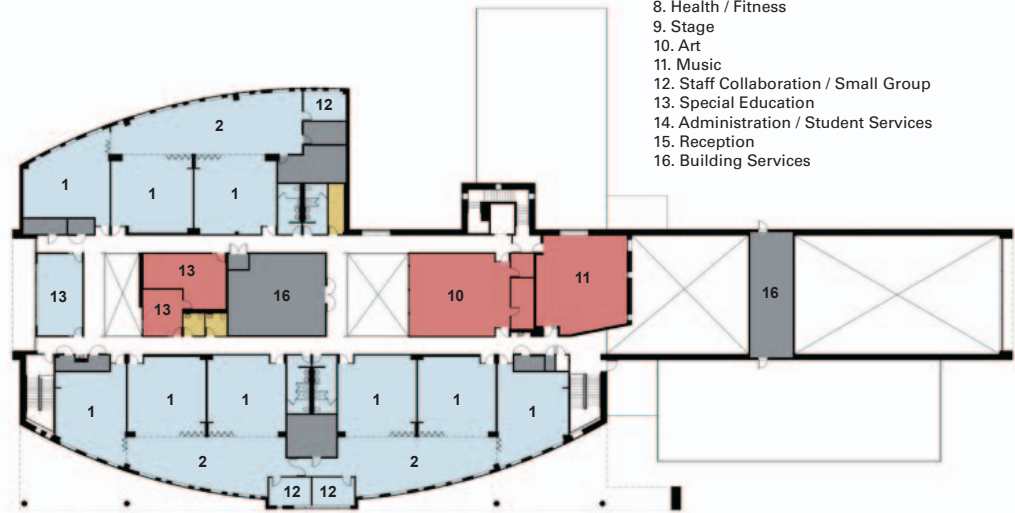 8. Health / Fitness
9. Stage
10. Art
11. Music
12. Staff Collaboration / Small Group
13. Special Education
14. Administration / Student Services
15. Reception
16. Building Services
12
2
1
1
1
13
13
13
16
10
11
16
1
1
1
1
1
1
2
2
12
12